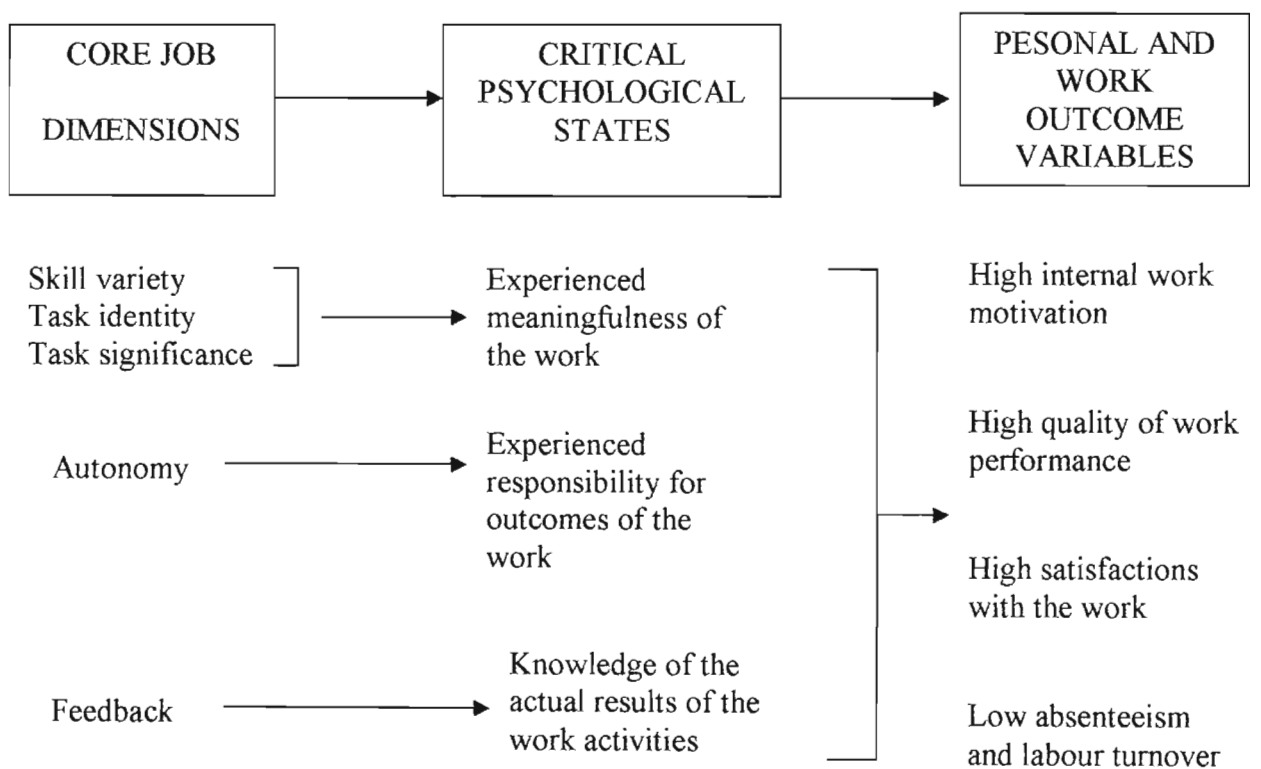 CORE JOB
DIMENSIONS
CRITICAL
PSYCHOLOGICAL
STATES
PESONAL AND
WORK
OUTCOME
VARIABLES
Skill variety
Task identity
Task significance
Experienced
meaningfulness of
the work
High internal work
motivation
Autonomy
Experienced
responsibility for
outcomes of the
work
High quality of work
performance
High satisfactions
with the work
Feedback
Knowledge of the
actual results of the
work activities
Low absenteeism
and labour turnover